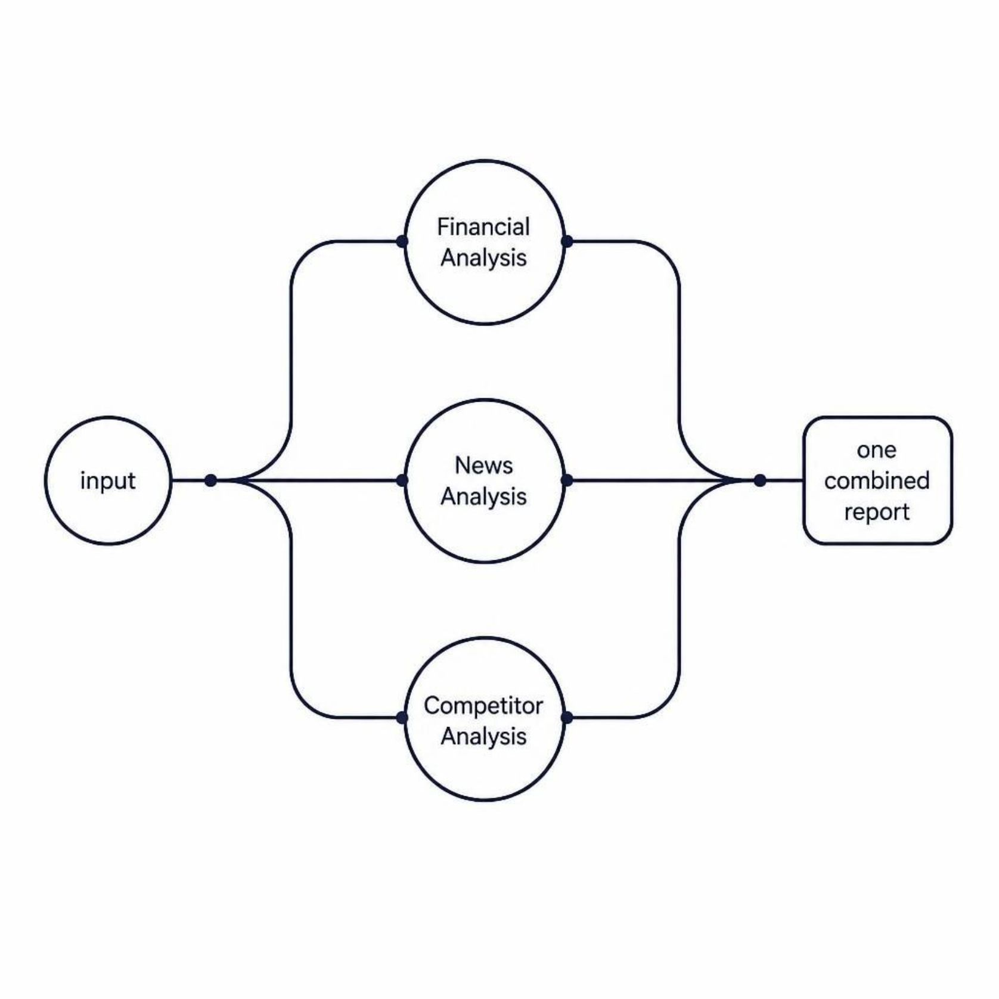 input
Financial
Analysis
News
Analysis
Competitor
Analysis
one
combined
report